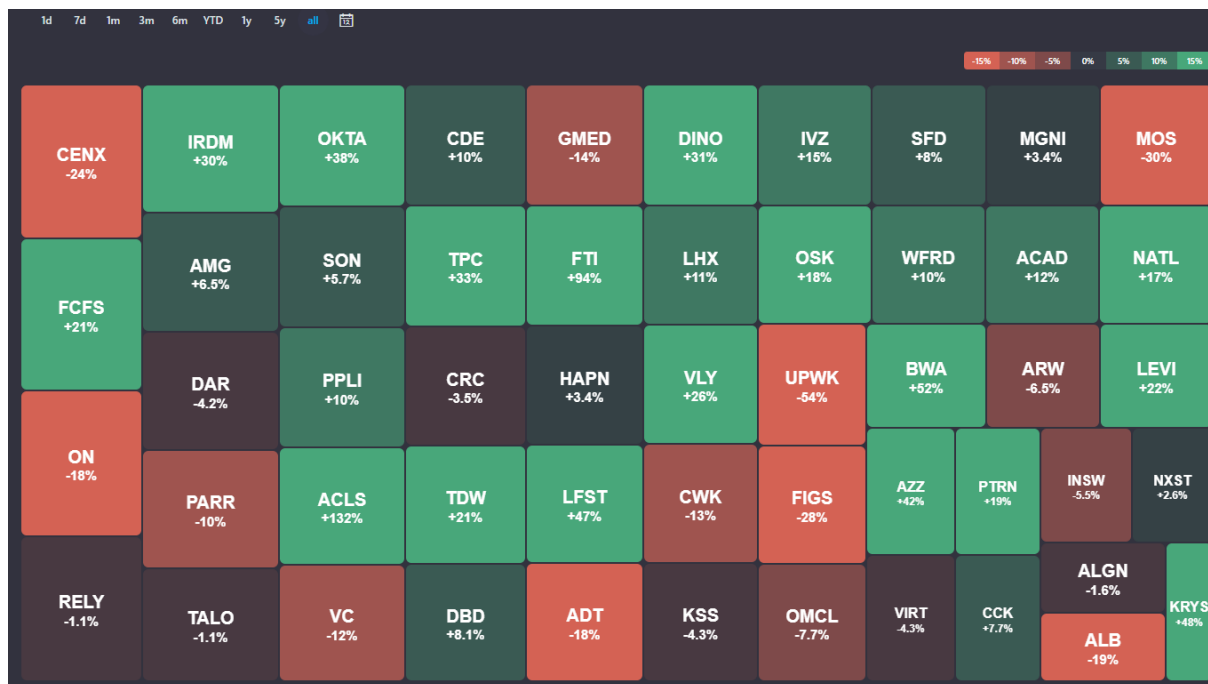 1d 7d 1m 3m 6m YTD 1y 5y all 12
-15% -10% -5% 0% 5% 10% 15%
CENX
-24%
FCFS
+21%
ON
-18%
RELY
-1.1%
IRDM
+30%
AMG
+6.5%
DAR
-4.2%
PARR
-10%
TALO
-1.1%
OKTA
+38%
SON
+5.7%
PPLI
+10%
ACLS
+132%
VC
-12%
CDE
+10%
TPC
+33%
CRC
-3.5%
TDW
+21%
DBD
+8.1%
GMED
-14%
FTI
+94%
HAPN
+3.4%
LFST
+47%
ADT
-18%
DINO
+31%
LHX
+11%
VLY
+26%
CWK
-13%
KSS
-4.3%
IVZ
+15%
OSK
+18%
UPWK
-54%
FIGS
-28%
OMCL
-7.7%
SFD
+8%
WFRD
+10%
MGNI
+3.4%
ACAD
+12%
MOS
-30%
NATL
+17%
BWA
+52%
ARW
-6.5%
LEVI
+22%
AZZ
+42%
PTRN
+19%
INSW
-5.5%
NXST
+2.6%
VIRT
-4.3%
CCK
+7.7%
ALGN
-1.6%
ALB
-19%
KRYS
+48%